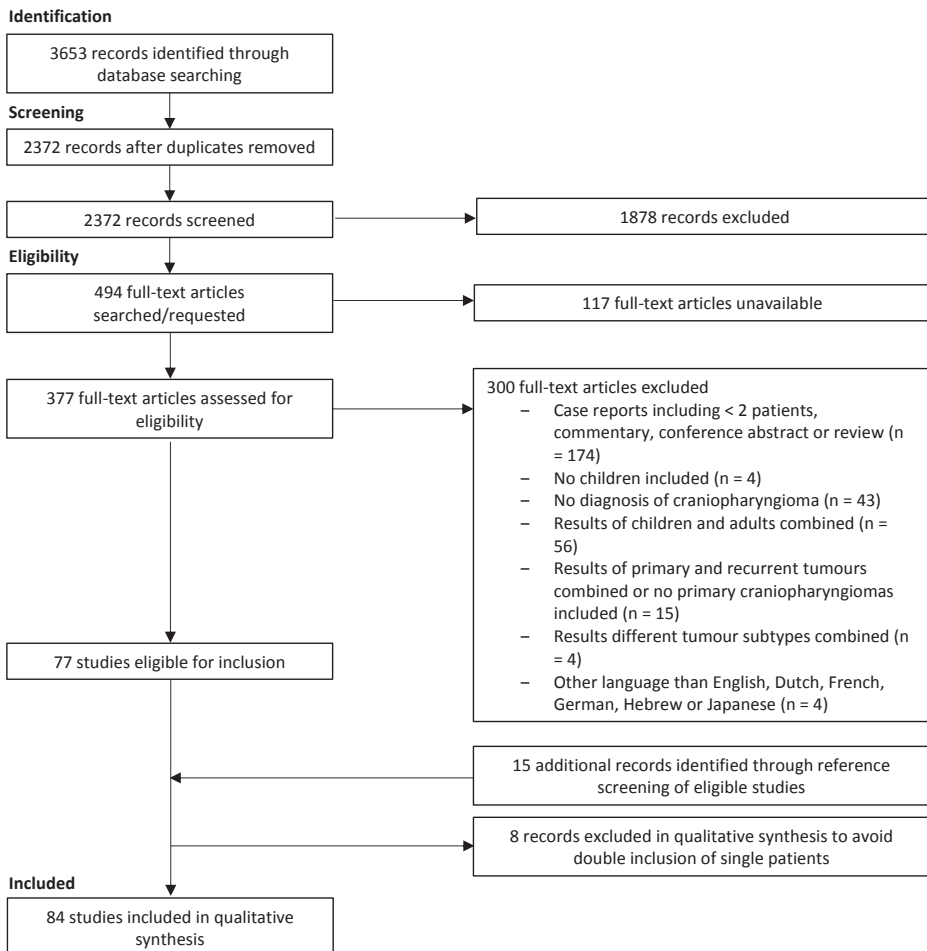 Identification
3653 records identified through
database searching
Screening
2372 records after duplicates removed
2372 records screened
1878 records excluded
Eligibility
494 full-text articles
searched/requested
117 full-text articles unavailable
377 full-text articles assessed for
eligibility
300 full-text articles excluded
– Case reports including < 2 patients,
commentary, conference abstract or review (n
= 174)
– No children included (n = 4)
– No diagnosis of craniopharyngioma (n = 43)
– Results of children and adults combined (n =
56)
– Results of primary and recurrent tumours
combined or no primary craniopharyngiomas
included (n = 15)
– Results different tumour subtypes combined (n
= 4)
– Other language than English, Dutch, French,
German, Hebrew or Japanese (n = 4)
77 studies eligible for inclusion
15 additional records identified through reference
screening of eligible studies
8 records excluded in qualitative synthesis to avoid
double inclusion of single patients
Included
84 studies included in qualitative
synthesis